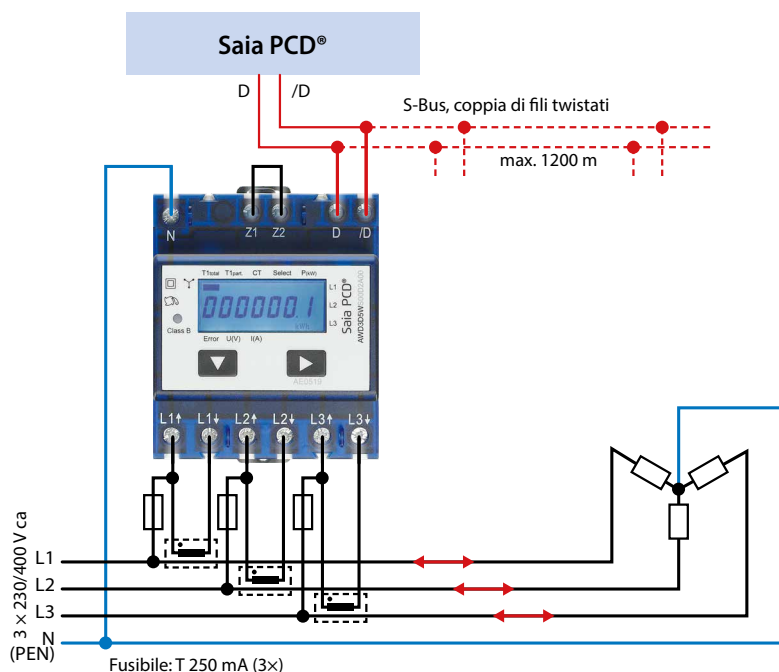 Saia PCD®
D /D
S-Bus, coppia di fili twistati
max. 1200 m
N Z1 Z2 D /D
T1total T1part. CT Select P(kW)
L1
L2
L3
000000.1
kWh
Class B
Error U(V) I(A)
Saia PCD®
AE0819
L1↑ L1↓ L2↑ L2↓ L3↑ L3↓
3 × 230/400 V ca
L1
L2
L3
N
(PEN)
Fusibile: T 250 mA (3×)